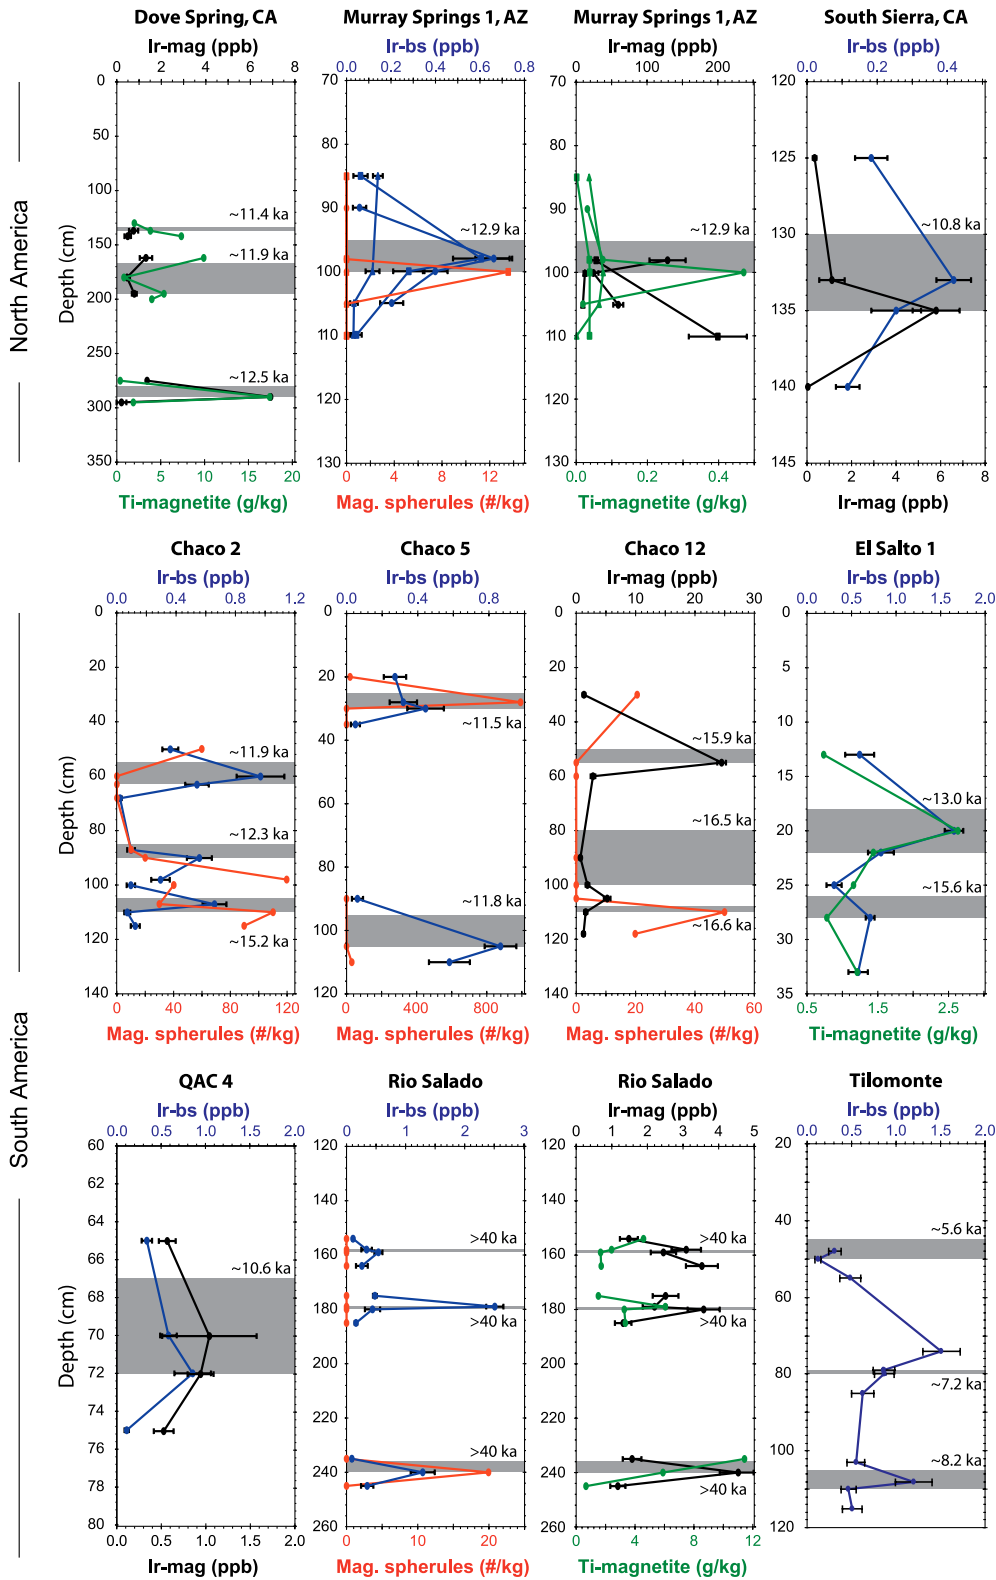 North America
South America
Dove Spring, CA
Ir-mag (ppb)
0 2 4 6 8
Depth (cm)
0
50
100
150
200
250
300
350
~11.4 ka
~11.9 ka
~12.5 ka
0 5 10 15 20
Ti-magnetite (g/kg)
Murray Springs 1, AZ
Ir-bs (ppb)
0.0 0.2 0.4 0.6 0.8
70
80
90
100
110
120
130
~12.9 ka
0 4 8 12
Mag. spherules (#/kg)
Murray Springs 1, AZ
Ir-mag (ppb)
0 100 200
70
80
90
100
110
120
130
~12.9 ka
0.0 0.2 0.4
Ti-magnetite (g/kg)
South Sierra, CA
Ir-bs (ppb)
0.0 0.2 0.4
120
125
130
135
140
145
~10.8 ka
0 2 4 6 8
Ir-mag (ppb)
Chaco 2
Ir-bs (ppb)
0.0 0.4 0.8 1.2
Depth (cm)
0
20
40
60
80
100
120
140
~11.9 ka
~12.3 ka
~15.2 ka
0 40 80 120
Mag. spherules (#/kg)
Chaco 5
Ir-bs (ppb)
0.0 0.4 0.8
0
20
40
60
80
100
120
~11.5 ka
~11.8 ka
0 400 800
Mag. spherules (#/kg)
Chaco 12
Ir-mag (ppb)
0 5 10 15 20 25 30
0
20
40
60
80
100
120
140
~15.9 ka
~16.5 ka
~16.6 ka
0 20 40 60
Mag. spherules (#/kg)
El Salto 1
Ir-bs (ppb)
0.0 0.5 1.0 1.5 2.0
0
5
10
15
20
25
30
35
~13.0 ka
~15.6 ka
0.5 1.5 2.5
Ti-magnetite (g/kg)
QAC 4
Ir-bs (ppb)
0.0 0.5 1.0 1.5 2.0
Depth (cm)
60
62
65
68
70
72
75
78
80
~10.6 ka
0.0 0.5 1.0 1.5 2.0
Ir-mag (ppb)
Rio Salado
Ir-bs (ppb)
0 1 2 3
120
140
160
180
200
220
240
260
>40 ka
>40 ka
>40 ka
0 10 20
Mag. spherules (#/kg)
Rio Salado
Ir-mag (ppb)
0 1 2 3 4 5
120
140
160
180
200
220
240
260
>40 ka
>40 ka
>40 ka
0 4 8 12
Ti-magnetite (g/kg)
Tilomonte
Ir-bs (ppb)
0.0 0.5 1.0 1.5 2.0
20
40
60
80
100
120
~5.6 ka
~7.2 ka
~8.2 ka